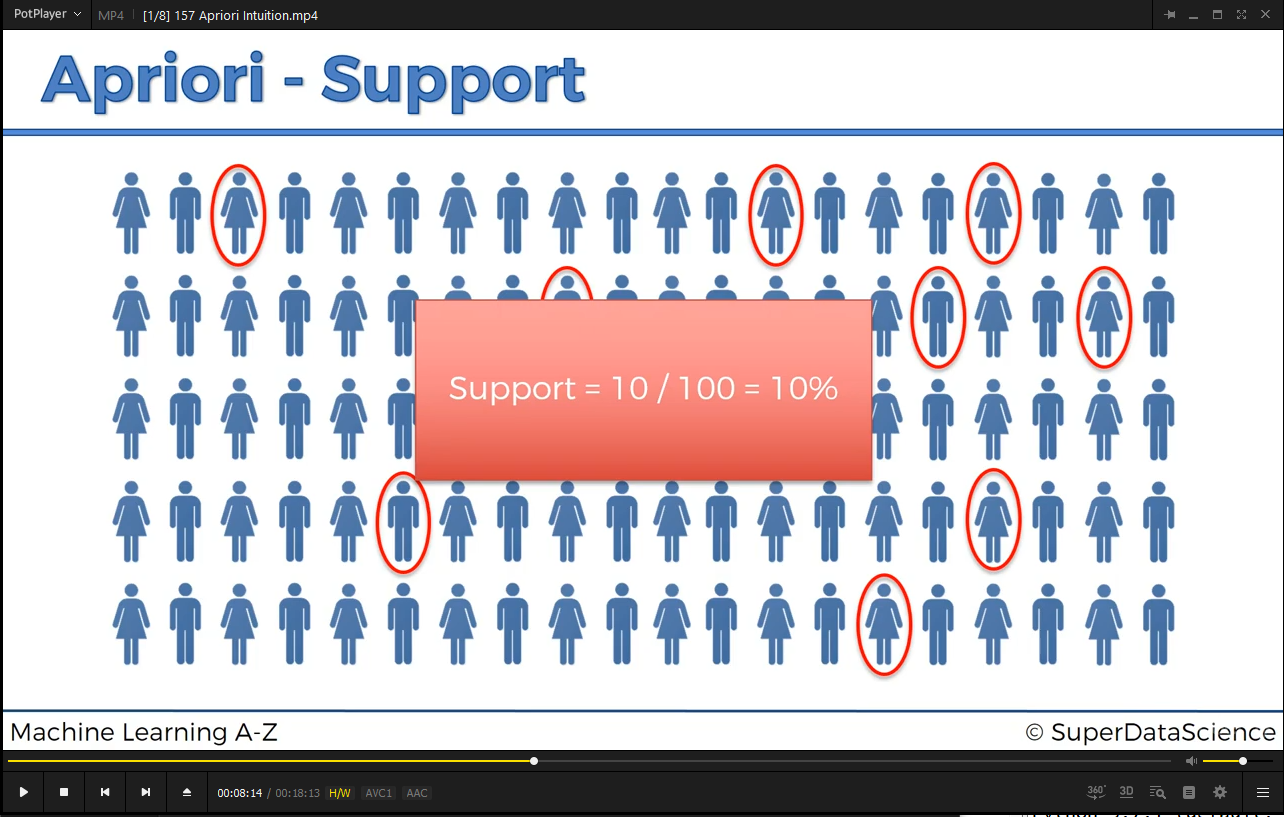 PotPlayer MP4 [1/8] 157 Apriori Intuition.mp4
Apriori - Support
Support = 10 / 100 = 10%
Machine Learning A-Z
© SuperDataScience
00:08:14 / 00:18:13 H/W AVC1 AAC
360° 3D